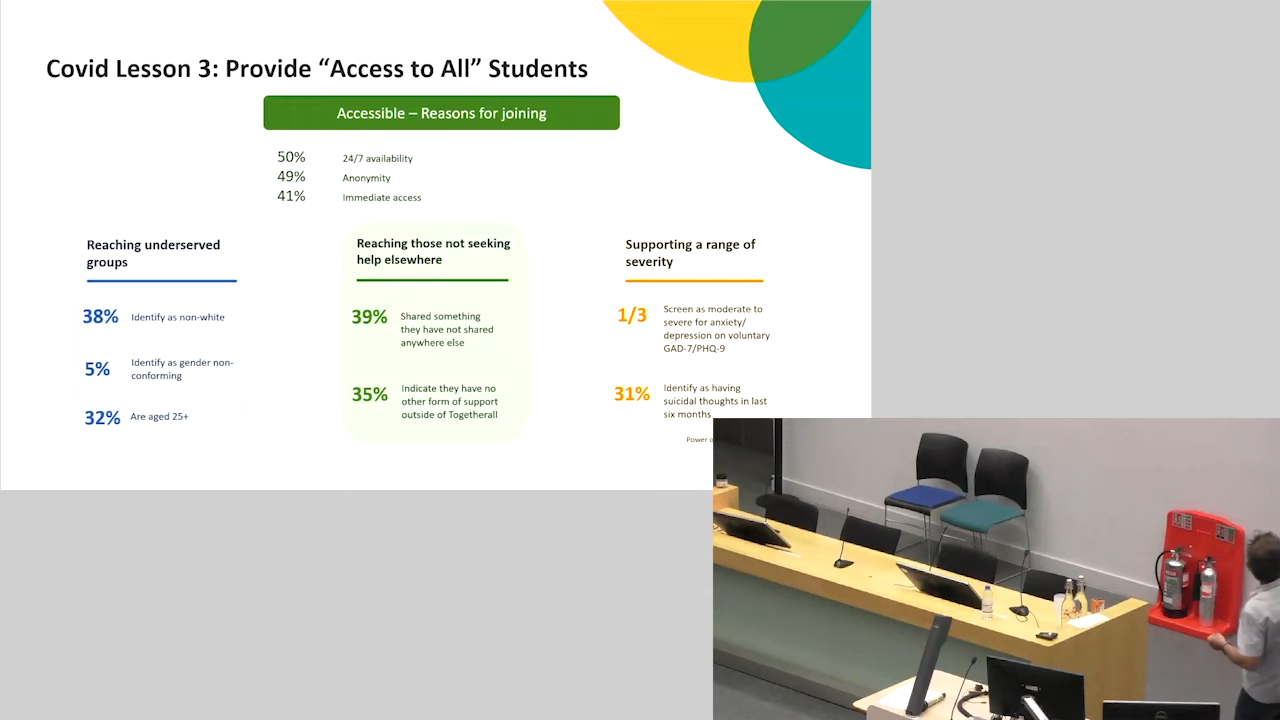 Covid Lesson 3: Provide “Access to All” Students
Accessible – Reasons for joining
50% 24/7 availability
49% Anonymity
41% Immediate access
Reaching underserved
groups
38% Identify as non-white
5% Identify as gender non-
conforming
32% Are aged 25+
Reaching those not seeking
help elsewhere
39% Shared something
they have not shared
anywhere else
35% Indicate they have no
other form of support
outside of Togetherall
Supporting a range of
severity
1/3 Screen as moderate to
severe for anxiety/
depression on voluntary
GAD-7/PHQ-9
31% Identify as having
suicidal thoughts in last
six months
Power